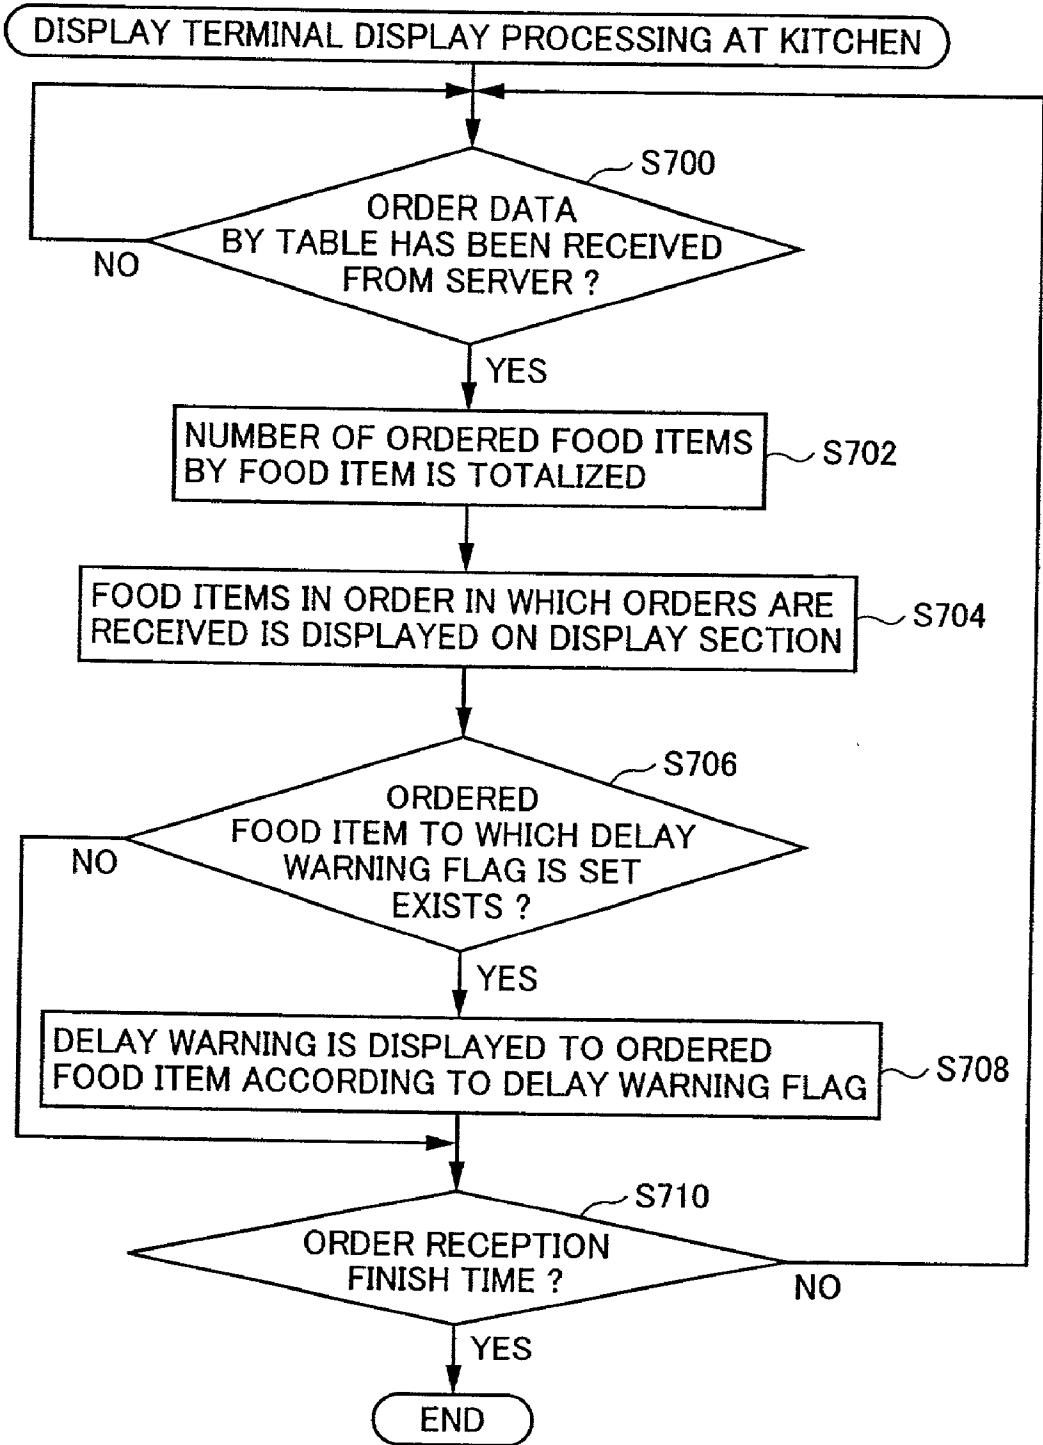 DISPLAY TERMINAL DISPLAY PROCESSING AT KITCHEN
S700
ORDER DATA
BY TABLE HAS BEEN RECEIVED
FROM SERVER ?
NO
YES
NUMBER OF ORDERED FOOD ITEMS
BY FOOD ITEM IS TOTALIZED
S702
FOOD ITEMS IN ORDER IN WHICH ORDERS ARE
RECEIVED IS DISPLAYED ON DISPLAY SECTION
S704
S706
ORDERED
FOOD ITEM TO WHICH DELAY
WARNING FLAG IS SET
EXISTS ?
NO
YES
DELAY WARNING IS DISPLAYED TO ORDERED
FOOD ITEM ACCORDING TO DELAY WARNING FLAG
S708
S710
ORDER RECEPTION
FINISH TIME ?
NO
YES
END